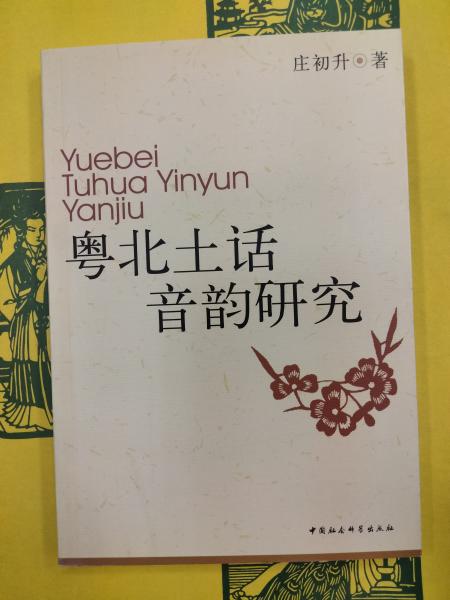 庄初升⊙著
Yuebei
Tuhua Yinyun
Yanjiu
粤北土话
音韵研究
中国社会科学出版社